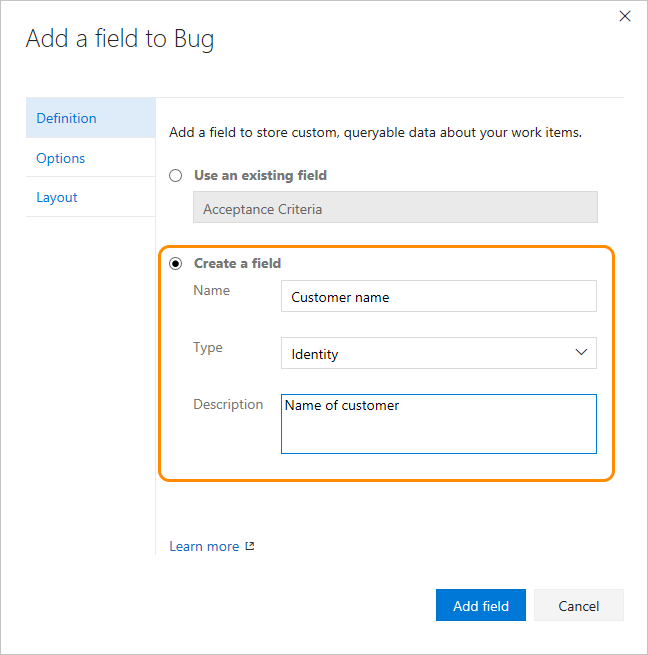 Add a field to Bug
Definition
Options
Layout
Add a field to store custom, queryable data about your work items.
Use an existing field
Acceptance Criteria
Create a field
Name
Customer name
Type
Identity
Description
Name of customer
Learn more
Add field
Cancel